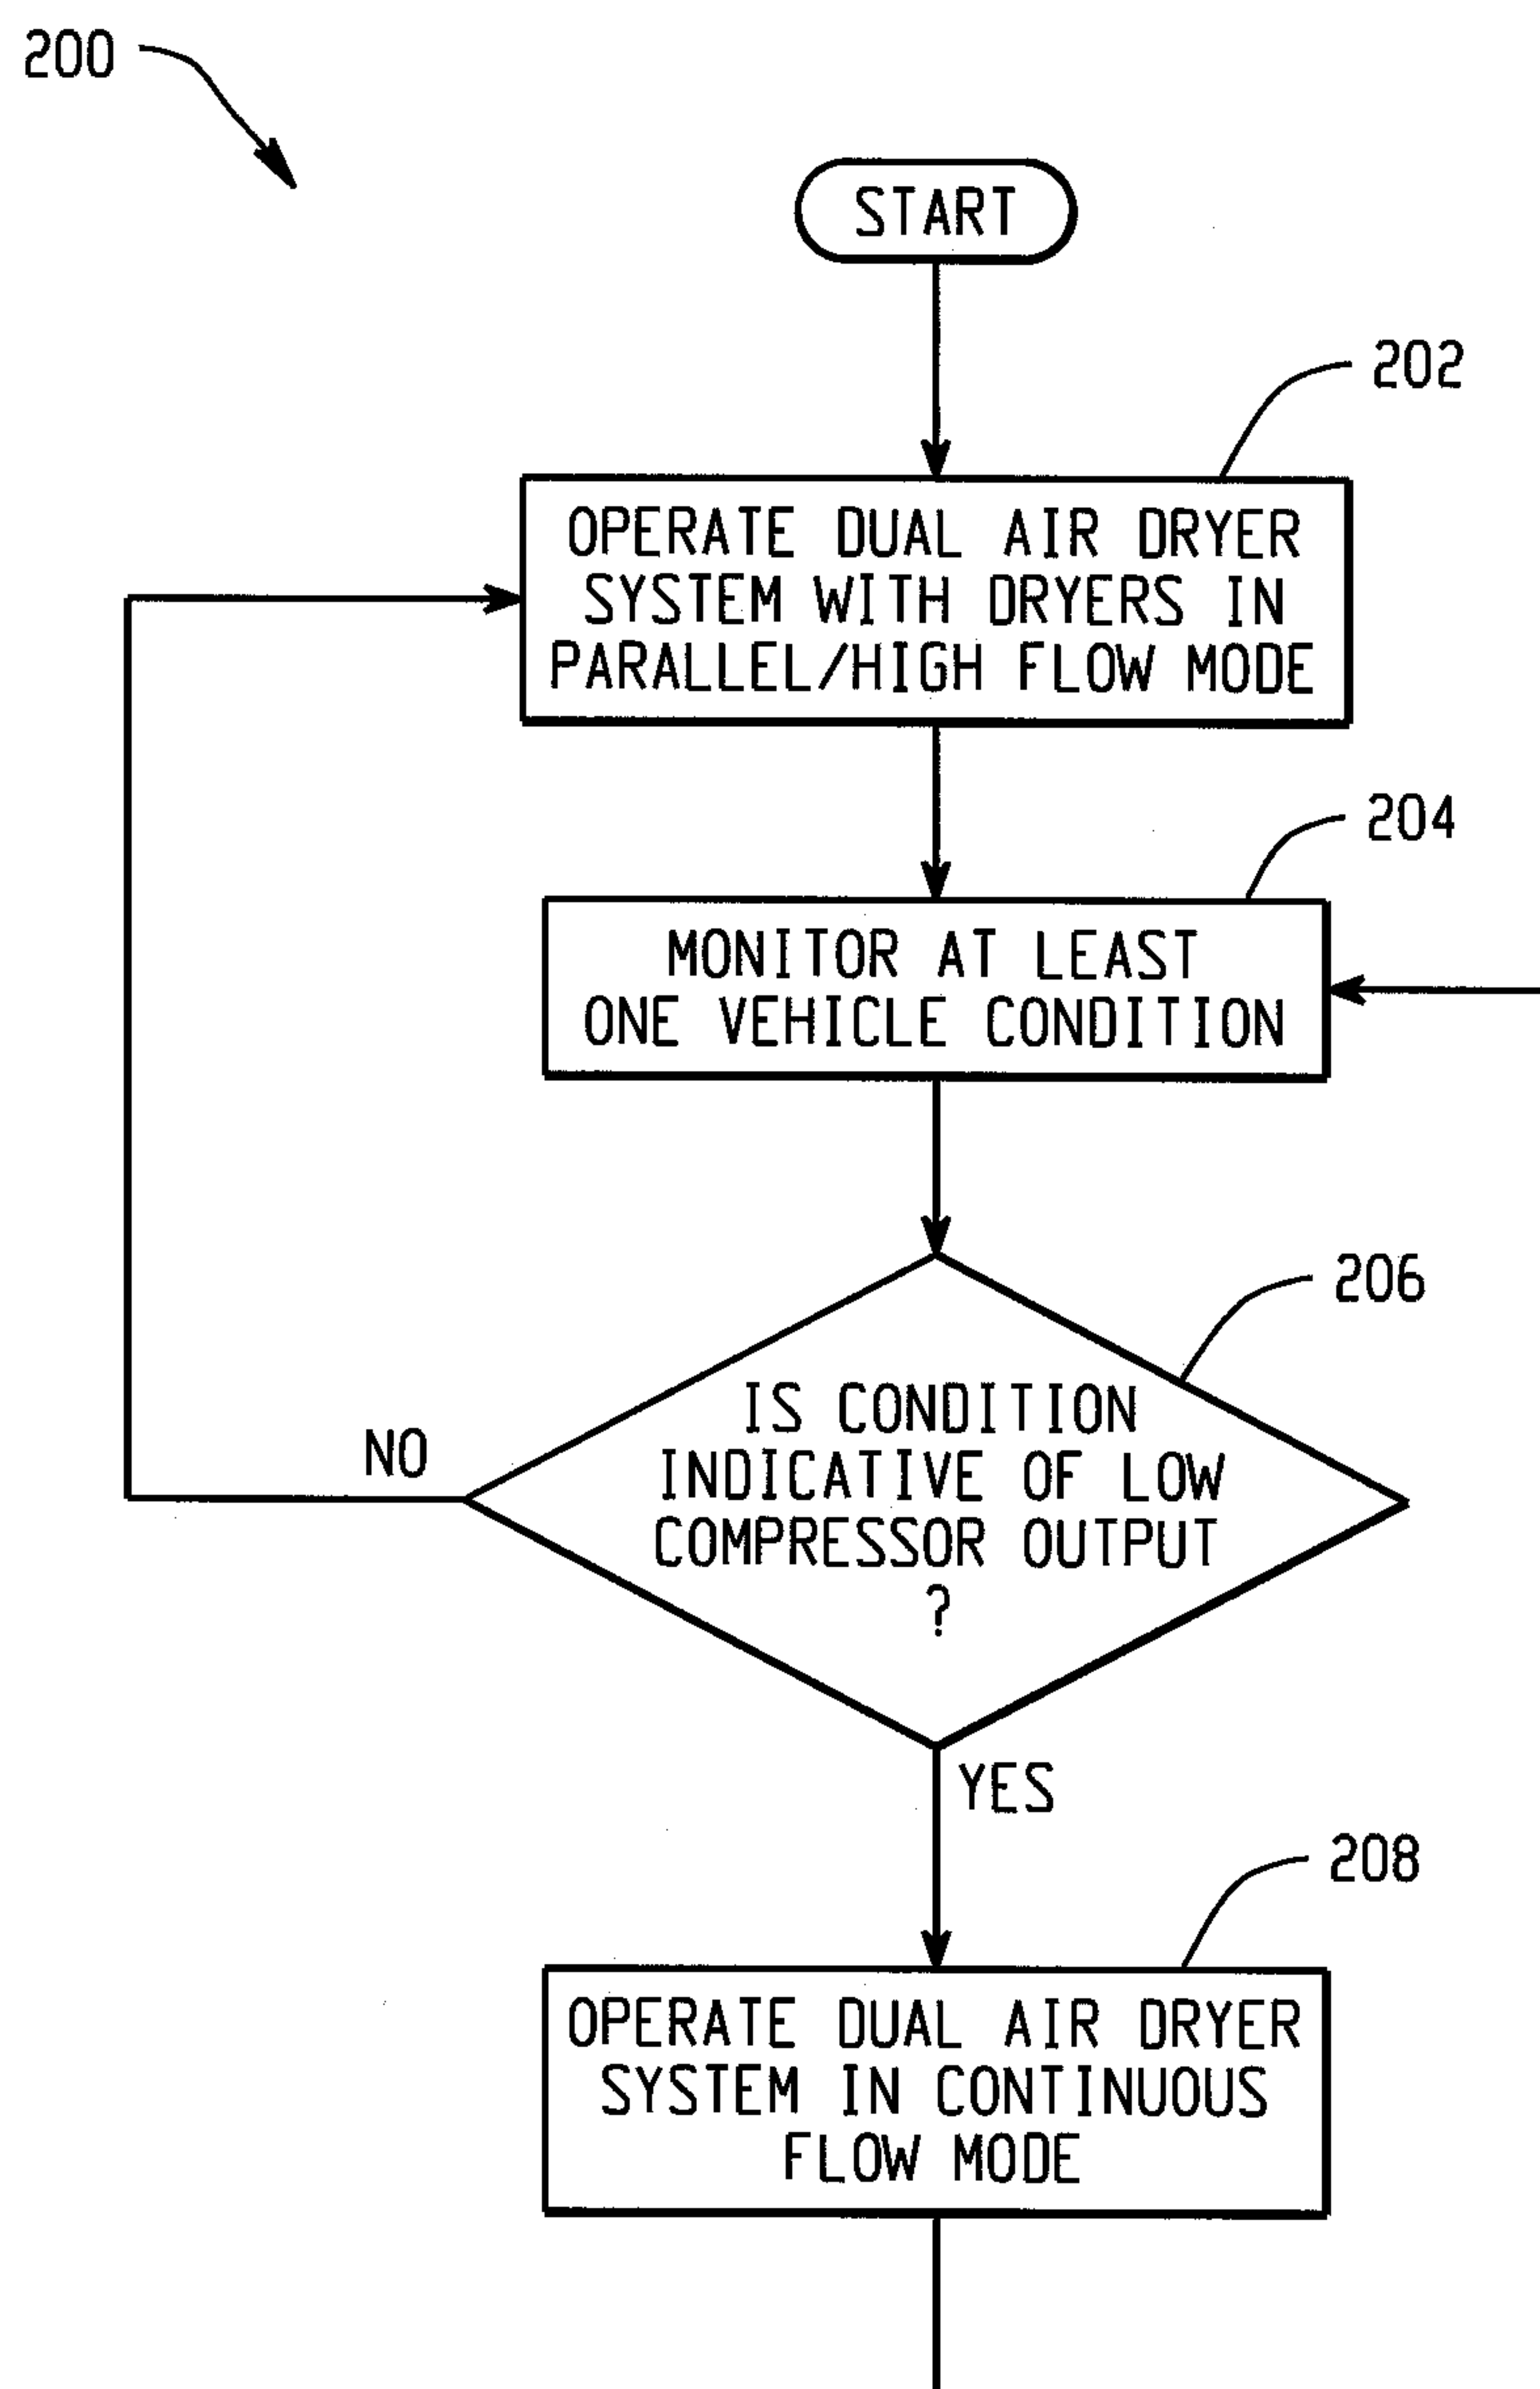 200
START
202
OPERATE DUAL AIR DRYER
SYSTEM WITH DRYERS IN
PARALLEL/HIGH FLOW MODE
204
MONITOR AT LEAST
ONE VEHICLE CONDITION
206
IS CONDITION
INDICATIVE OF LOW
COMPRESSOR OUTPUT
?
NO
YES
208
OPERATE DUAL AIR DRYER
SYSTEM IN CONTINUOUS
FLOW MODE